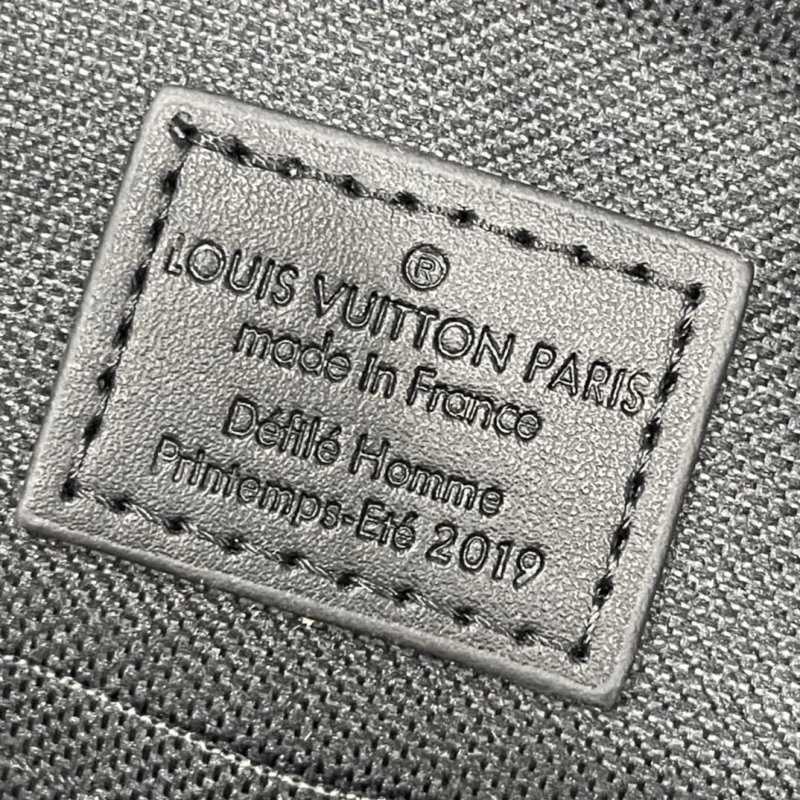 ®
LOUIS VUITTON PARIS
made In France
Défilé Homme
Printemps-Eté 2019